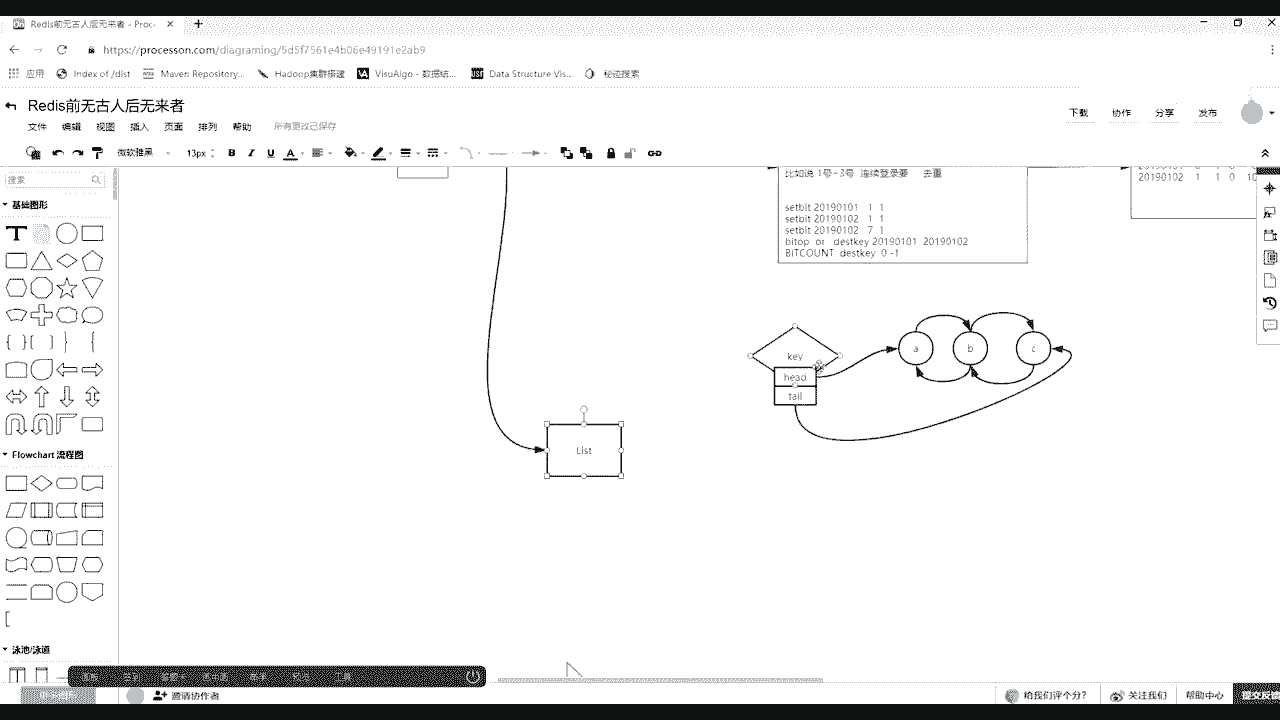 Redis前无古人后无来者 - Proc
https://processon.com/diagraming/5d5f7561e4b06e49191e2ab9
应用
Index of /dist
Maven Repository...
Hadoop集群搭建
VisuAlgo - 数据结...
Data Structure Vis...
秘迹搜索
Redis前无古人后无来者
下载
协作
分享
发布
文件 编辑 视图 插入 页面 排列 帮助 所有更改已保存
微软雅黑 13px B I U A
搜索
基础图形
Flowchart 流程图
泳池/泳道
比如说 1号~3号 连续登录要 去重
setbit 20190101 1 1
setbit 20190102 1 1
setbit 20190102 7 1
bitop or destkey 20190101 20190102
BITCOUNT destkey 0 -1
20190102 1 1 0 10
key
head
tail
a
b
c
List
邀请协作者
给我们评个分?
关注我们
帮助中心
提交反馈